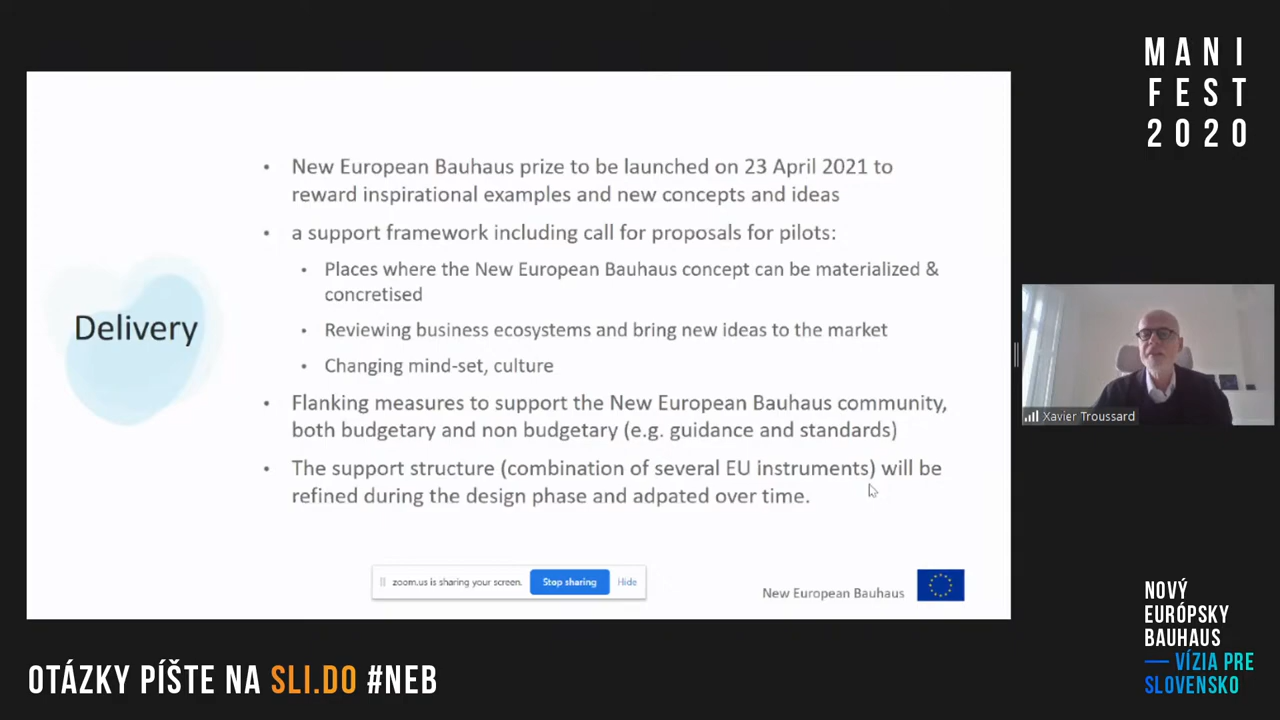 MANI
FEST
2020
Delivery
• New European Bauhaus prize to be launched on 23 April 2021 to
reward inspirational examples and new concepts and ideas
• a support framework including call for proposals for pilots:
• Places where the New European Bauhaus concept can be materialized &
concretised
• Reviewing business ecosystems and bring new ideas to the market
• Changing mind-set, culture
• Flanking measures to support the New European Bauhaus community,
both budgetary and non budgetary (e.g. guidance and standards)
• The support structure (combination of several EU instruments) will be
refined during the design phase and adpated over time.
zoom.us is sharing your screen. Stop sharing Hide
New European Bauhaus
Xavier Troussard
OTÁZKY PÍŠTE NA SLI.DO #NEB
NOVÝ
EURÓPSKY
BAUHAUS
— VÍZIA PRE
SLOVENSKO